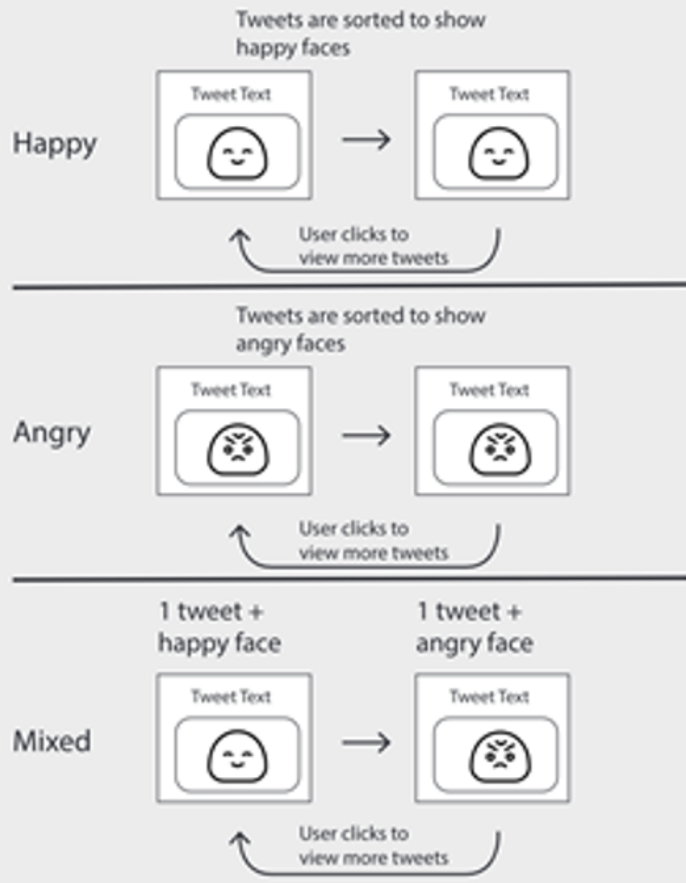 Tweets are sorted to show
happy faces
Tweet Text
Tweet Text
Happy
User clicks to
view more tweets
Tweets are sorted to show
angry faces
Tweet Text
Tweet Text
Angry
User clicks to
view more tweets
1 tweet +
happy face
1 tweet +
angry face
Tweet Text
Tweet Text
Mixed
User clicks to
view more tweets